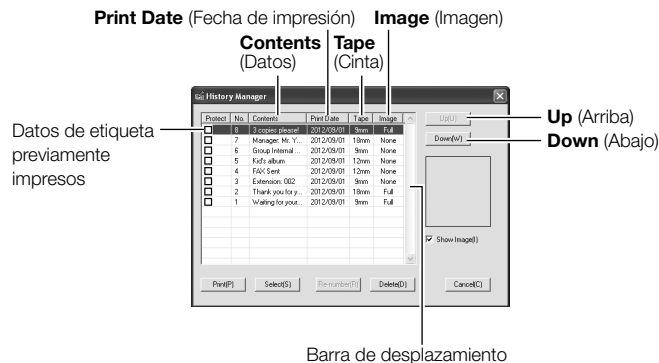 Print Date (Fecha de impresión) Image (Imagen)
Contents (Datos)
Tape (Cinta)
History Manager
Protect No. Contents Print Date Tape Image
8 3 copies please! 2012/09/01 9mm Full
7 Manager: Mr. Y... 2012/09/01 18mm None
6 Group Internal ... 2012/09/01 9mm None
5 Kid's album 2012/09/01 12mm None
4 FAX Sent 2012/09/01 12mm None
3 Extension: 002 2012/09/01 9mm None
2 Thank you for y... 2012/09/01 18mm Full
1 Waiting for your... 2012/09/01 9mm Full
Up(U)
Down(W)
Show Image(I)
Print(P) Select(S) Re-number(R) Delete(D) Cancel(C)
Datos de etiqueta
previamente
impresos
Up (Arriba)
Down (Abajo)
Barra de desplazamiento